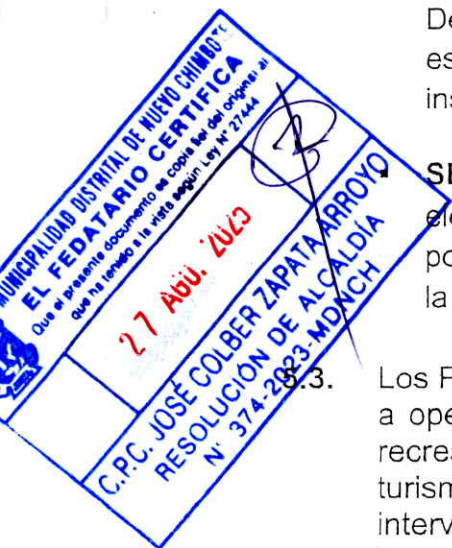 MUNICIPALIDAD DISTRITAL DE NUEVO CHIMBOTE
EL FEDATARIO CERTIFICA
Que el presente documento es copia fiel del original al
que ha tenido a la vista según Ley N° 27444
27 AGO. 2023
C.P.C. JOSÉ COLBER ZAPATA ARROYO
RESOLUCIÓN DE ALCALDÍA
N° 374-2023-MDNCH
De
es
ins
SE
ele
po
la
5.3. Los P
a ope
recrea
turism
interv